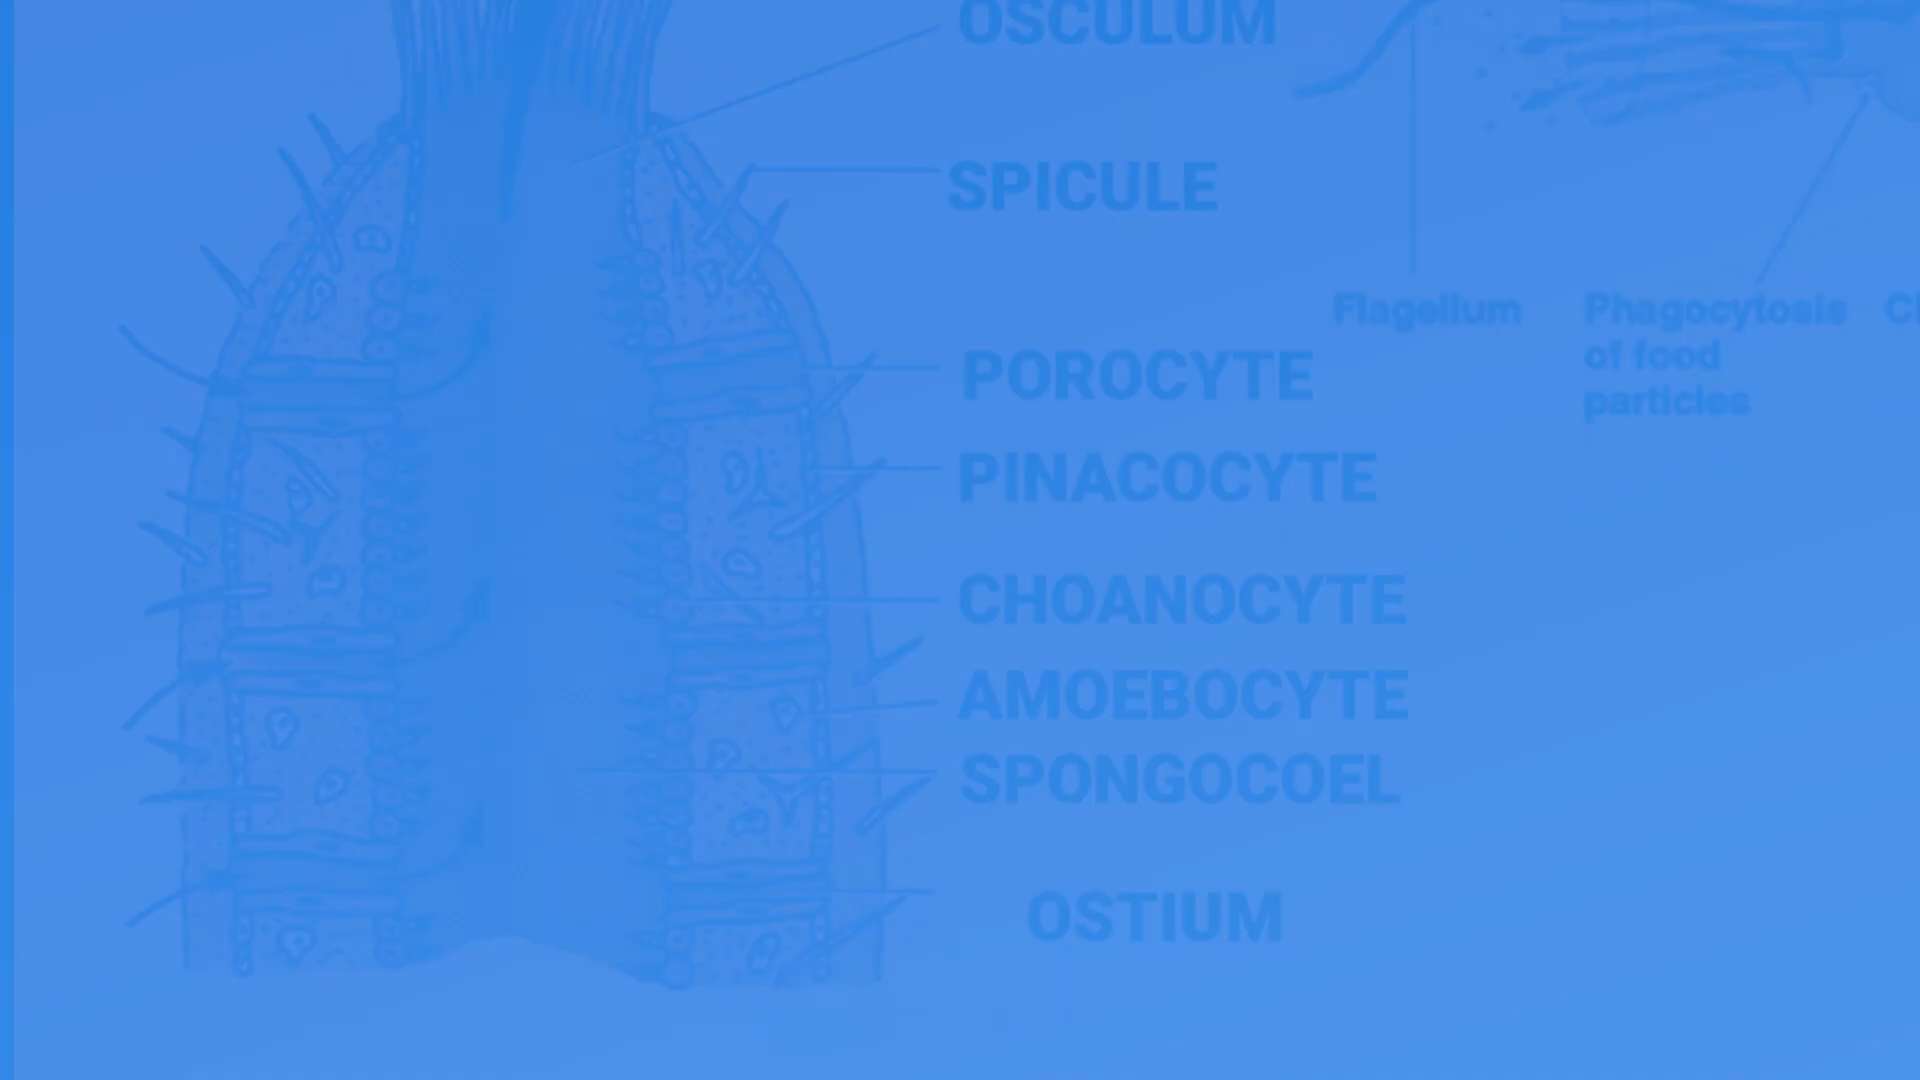 OSCULUM
SPICULE
POROCYTE
PINACOCYTE
CHOANOCYTE
AMOEBOCYTE
SPONGOCOEL
OSTIUM
Flagellum
Phagocytosis
of food
particles